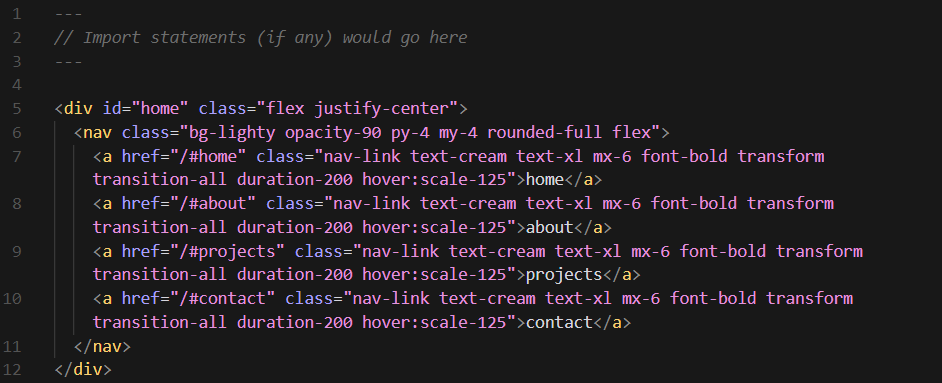 1 ---
2 // Import statements (if any) would go here
3 ---
4
5 <div id="home" class="flex justify-center">
6 <nav class="bg-lighty opacity-90 py-4 my-4 rounded-full flex">
7 <a href="/#home" class="nav-link text-cream text-xl mx-6 font-bold transform
transition-all duration-200 hover:scale-125">home</a>
8 <a href="/#about" class="nav-link text-cream text-xl mx-6 font-bold transform
transition-all duration-200 hover:scale-125">about</a>
9 <a href="/#projects" class="nav-link text-cream text-xl mx-6 font-bold transform
transition-all duration-200 hover:scale-125">projects</a>
10 <a href="/#contact" class="nav-link text-cream text-xl mx-6 font-bold transform
transition-all duration-200 hover:scale-125">contact</a>
11 </nav>
12 </div>